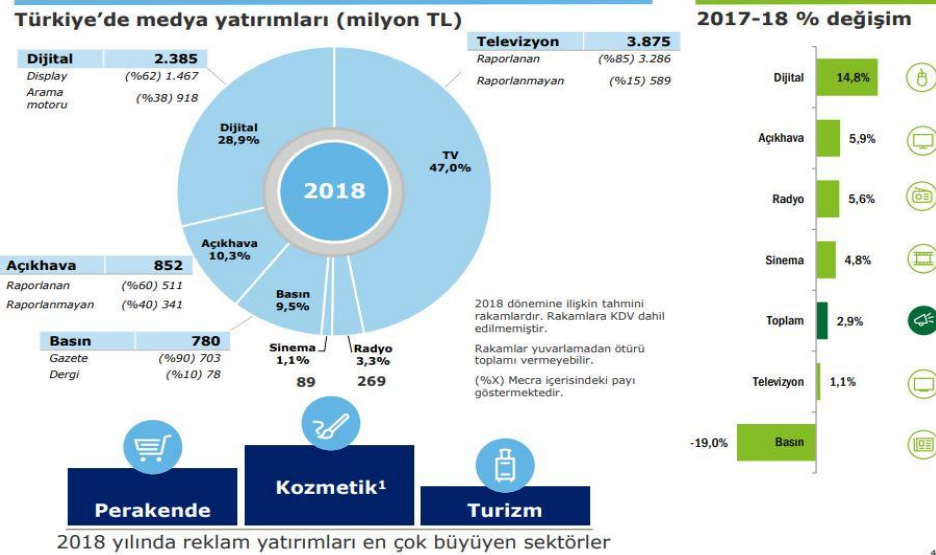 Türkiye’de medya yatırımları (milyon TL)
Dijital 2.385
Display (%62) 1.467
Arama motoru (%38) 918
Televizyon 3.875
Raporlanan (%85) 3.286
Raporlanmayan (%15) 589
Dijital
28,9%
TV
47,0%
2018
Açıkhava
10,3%
Basın
9,5%
Sinema
1,1%
89
Radyo
3,3%
269
Açıkhava 852
Raporlanan (%60) 511
Raporlanmayan (%40) 341
Basın 780
Gazete (%90) 703
Dergi (%10) 78
2018 dönemine ilişkin tahmini
rakamlardır. Rakamlara KDV dahil
edilmemiştir.
Rakamlar yuvarlamadan ötürü
toplamı vermeyebilir.
(%X) Mecra içerisindeki payı
göstermektedir.
Perakende
Kozmetik¹
Turizm
2018 yılında reklam yatırımları en çok büyüyen sektörler
2017-18 % değişim
Dijital 14,8%
Açıkhava 5,9%
Radyo 5,6%
Sinema 4,8%
Toplam 2,9%
Televizyon 1,1%
-19,0% Basın
4